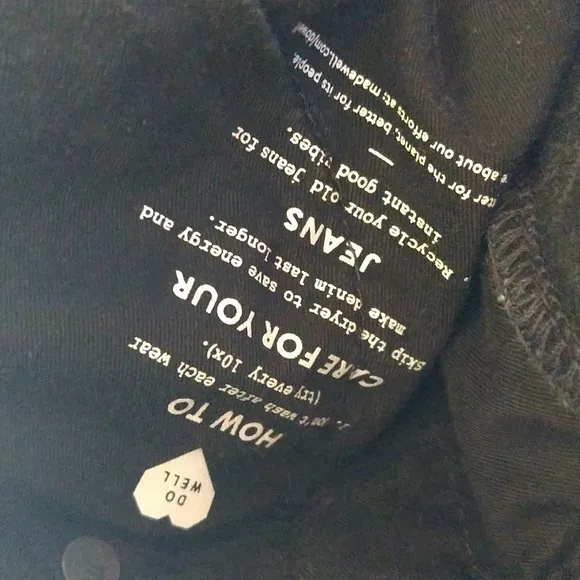 DO
WELL
HOW TO
CARE FOR YOUR
JEANS
1. Don't wash after each wear
(try every 10x).
skip the dryer to save energy and
make denim last longer.
Recycle your old jeans for
instant good vibes.
—
for the planet, better for its people.
about our efforts at: madewell.com/dowell